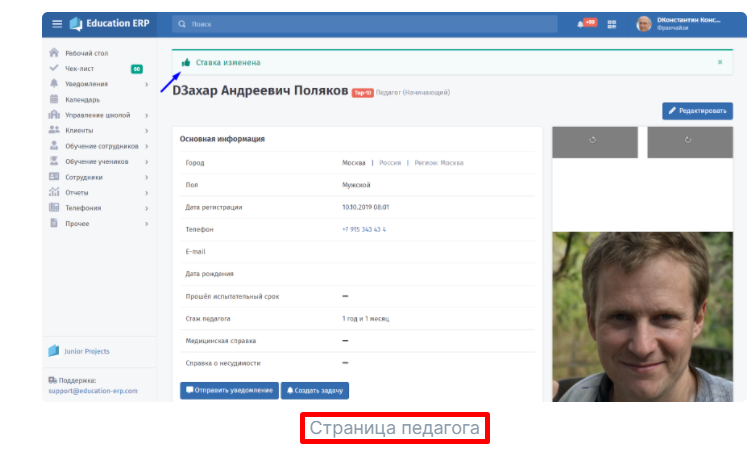 Education ERP
Поиск
+99
DКонстантин Конс...
Франчайзи
Рабочий стол
Чек-лист 60
Уведомления
Календарь
Управление школой
Клиенты
Обучение сотрудников
Обучение учеников
Сотрудники
Отчеты
Телефония
Прочее
Junior Projects
Поддержка:
support@education-erp.com
Ставка изменена ×
DЗахар Андреевич Поляков Top-10 Педагог (Начинающий)
Редактировать
Основная информация
Город Москва | Россия | Регион: Москва
Пол Мужской
Дата регистрации 10.10.2019 08:01
Телефон +7 915 343 43 4
E-mail
Дата рождения
Прошёл испытательный срок —
Стаж педагога 1 год и 1 месяц
Медицинская справка —
Справка о несудимости —
Отправить уведомление Создать задачу
Страница педагога